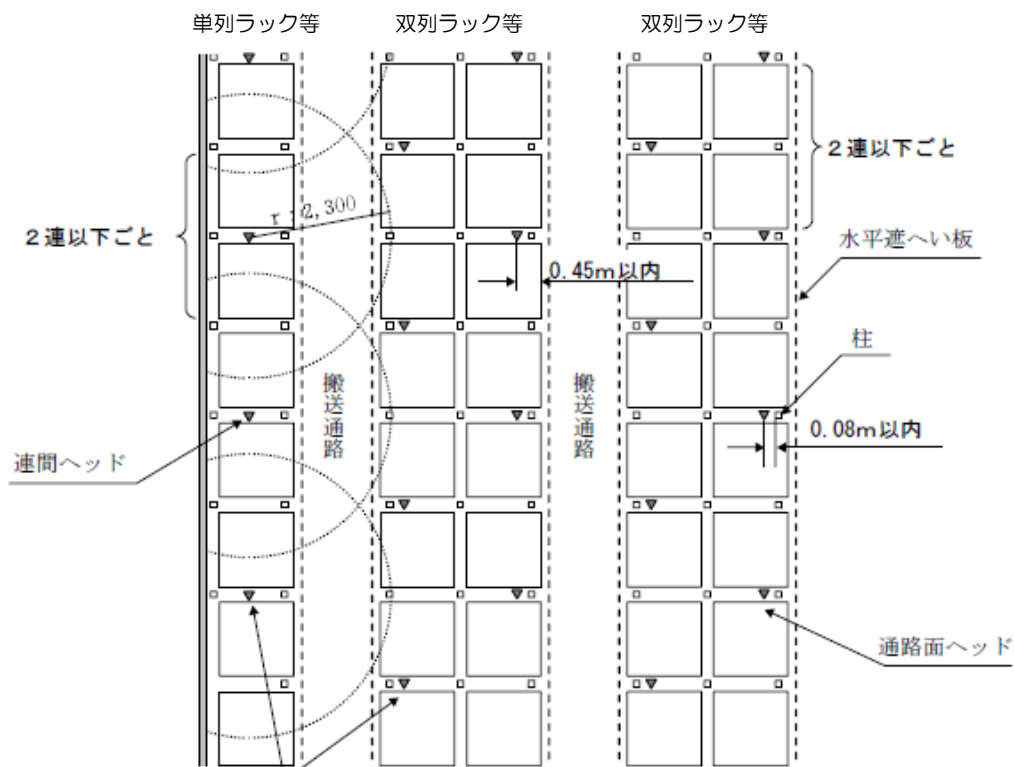 単列ラック等
双列ラック等
双列ラック等
2連以下ごと
2連以下ごと
r：2,300
水平遮へい板
0.45m以内
柱
搬送通路
搬送通路
0.08m以内
連間ヘッド
通路面ヘッド